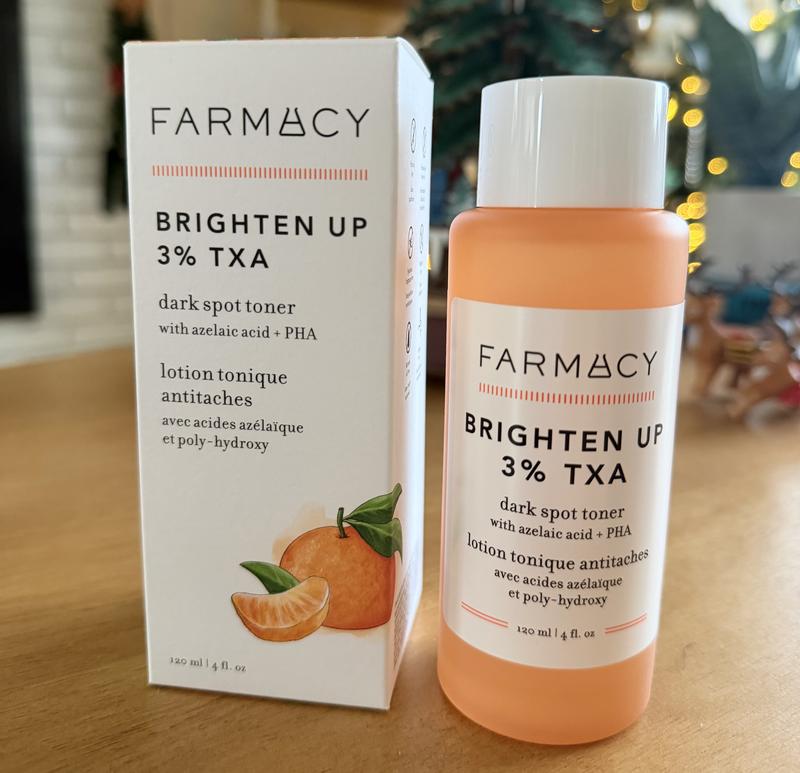 FARMACY
BRIGHTEN UP
3% TXA
dark spot toner
with azelaic acid + PHA
lotion tonique
antitaches
avec acides azélaïque
et poly-hydroxy
120 ml | 4 fl. oz
FARMACY
BRIGHTEN UP
3% TXA
dark spot toner
with azelaic acid + PHA
lotion tonique antitaches
avec acides azélaïque
et poly-hydroxy
120 ml | 4 fl. oz